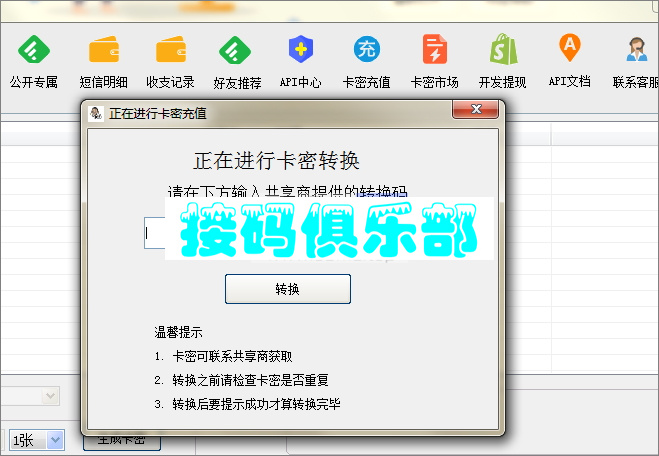 公开专属 短信明细 收支记录 好友推荐 API中心 卡密充值 卡密市场 开发提现 API文档 联系客服
正在进行卡密充值
正在进行卡密转换
请在下方输入共享商提供的转换码
接码俱乐部
转换
温馨提示
1. 卡密可联系共享商获取
2. 转换之前请检查卡密是否重复
3. 转换后要提示成功才算转换完毕
1张 生成卡密